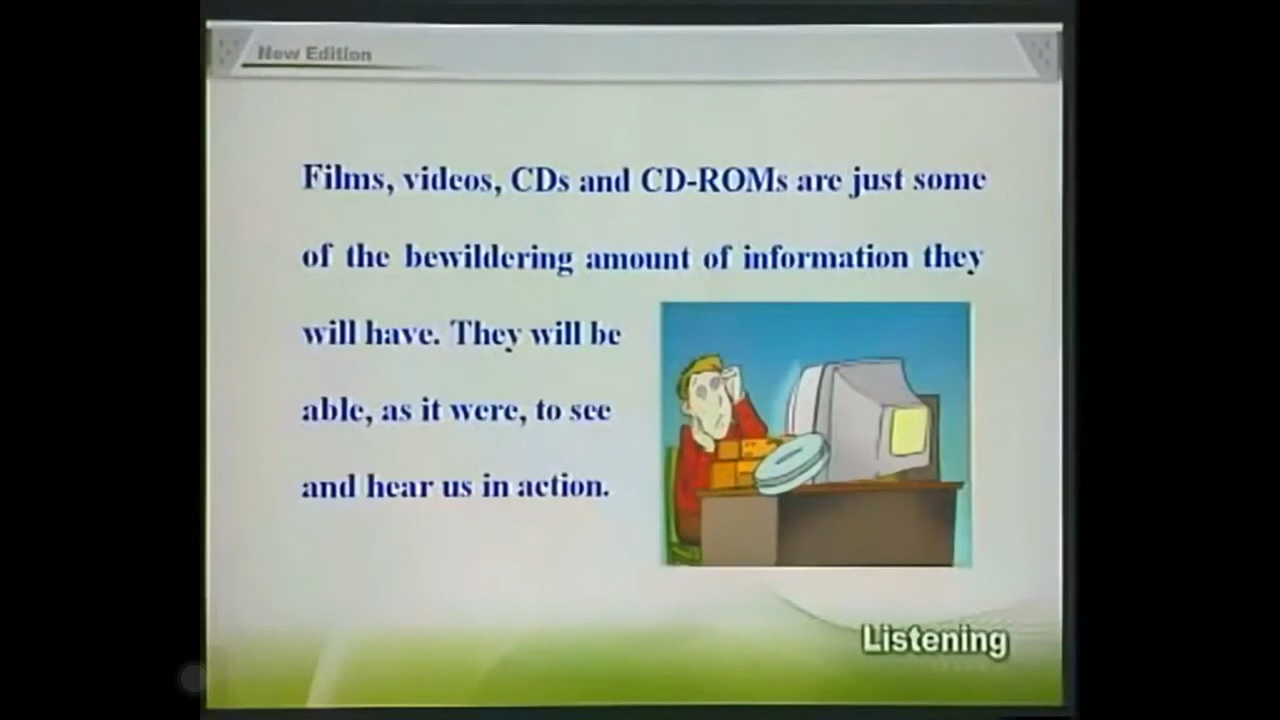 New Edition
Films, videos, CDs and CD-ROMs are just some
of the bewildering amount of information they
will have. They will be
able, as it were, to see
and hear us in action.
Listening